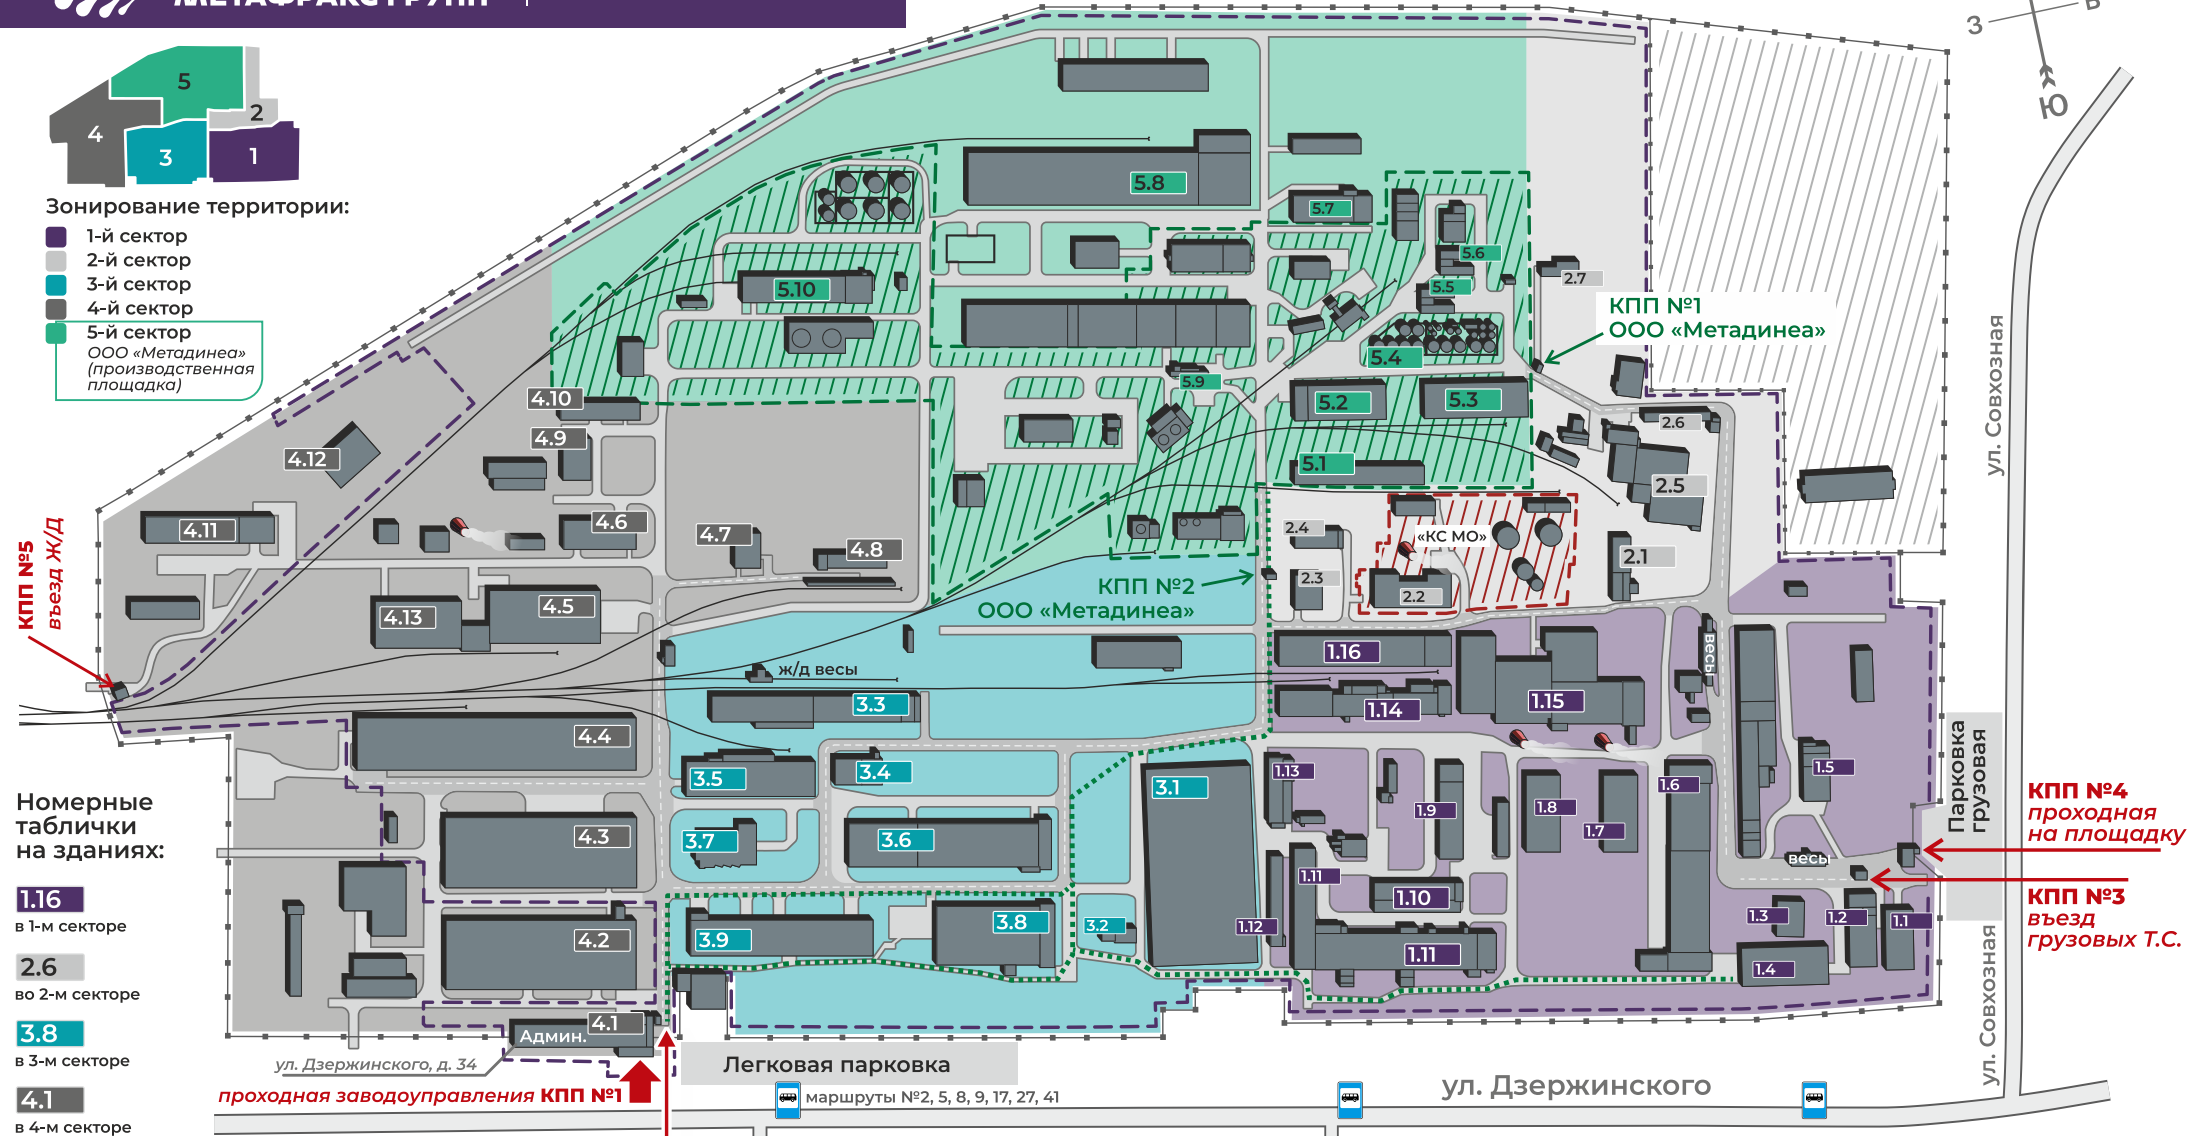 МЕТАФРАКС ГРУПП
З
В
Ю
5
2
4
3
1
Зонирование территории:
1-й сектор
2-й сектор
3-й сектор
4-й сектор
5-й сектор
ООО «Метадинеа»
(производственная
площадка)
5.8
5.7
5.6
5.5
5.10
5.4
5.9
5.2
5.3
5.1
2.7
КПП №1
ООО «Метадинеа»
ул. Совхозная
2.6
2.5
2.4
«КС МО»
2.1
2.3
2.2
КПП №2
ООО «Метадинеа»
4.10
4.9
4.12
4.11
4.6
4.7
4.8
4.13
4.5
КПП №5
въезд Ж/Д
ж/д весы
3.3
4.4
3.5
3.4
4.3
3.7
3.6
3.1
4.2
3.9
3.8
3.2
4.1
Админ.
1.16
весы
1.14
1.15
1.13
1.6
1.5
1.9
1.8
1.7
весы
1.11
1.10
1.12
1.11
1.3
1.2
1.1
1.4
Парковка
грузовая
КПП №4
проходная
на площадку
КПП №3
въезд
грузовых Т.С.
ул. Совхозная
Номерные
таблички
на зданиях:
1.16
в 1-м секторе
2.6
во 2-м секторе
3.8
в 3-м секторе
4.1
в 4-м секторе
ул. Дзержинского, д. 34
проходная заводоуправления КПП №1
Легковая парковка
маршруты №2, 5, 8, 9, 17, 27, 41
ул. Дзержинского